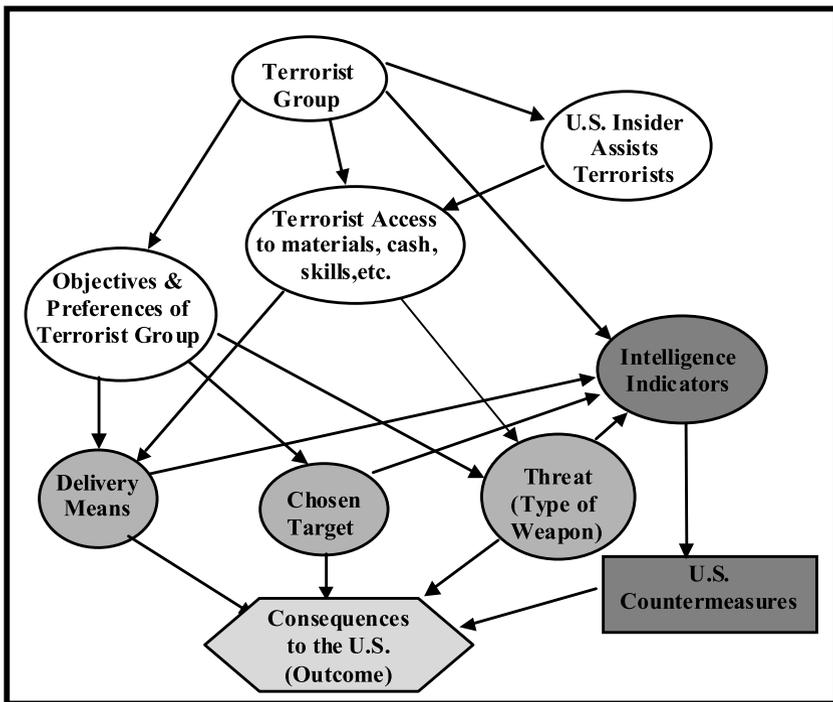 Terrorist
Group
U.S. Insider
Assists
Terrorists
Terrorist Access
to materials, cash,
skills,etc.
Objectives &
Preferences of
Terrorist Group
Intelligence
Indicators
Delivery
Means
Chosen
Target
Threat
(Type of
Weapon)
U.S.
Countermeasures
Consequences
to the U.S.
(Outcome)